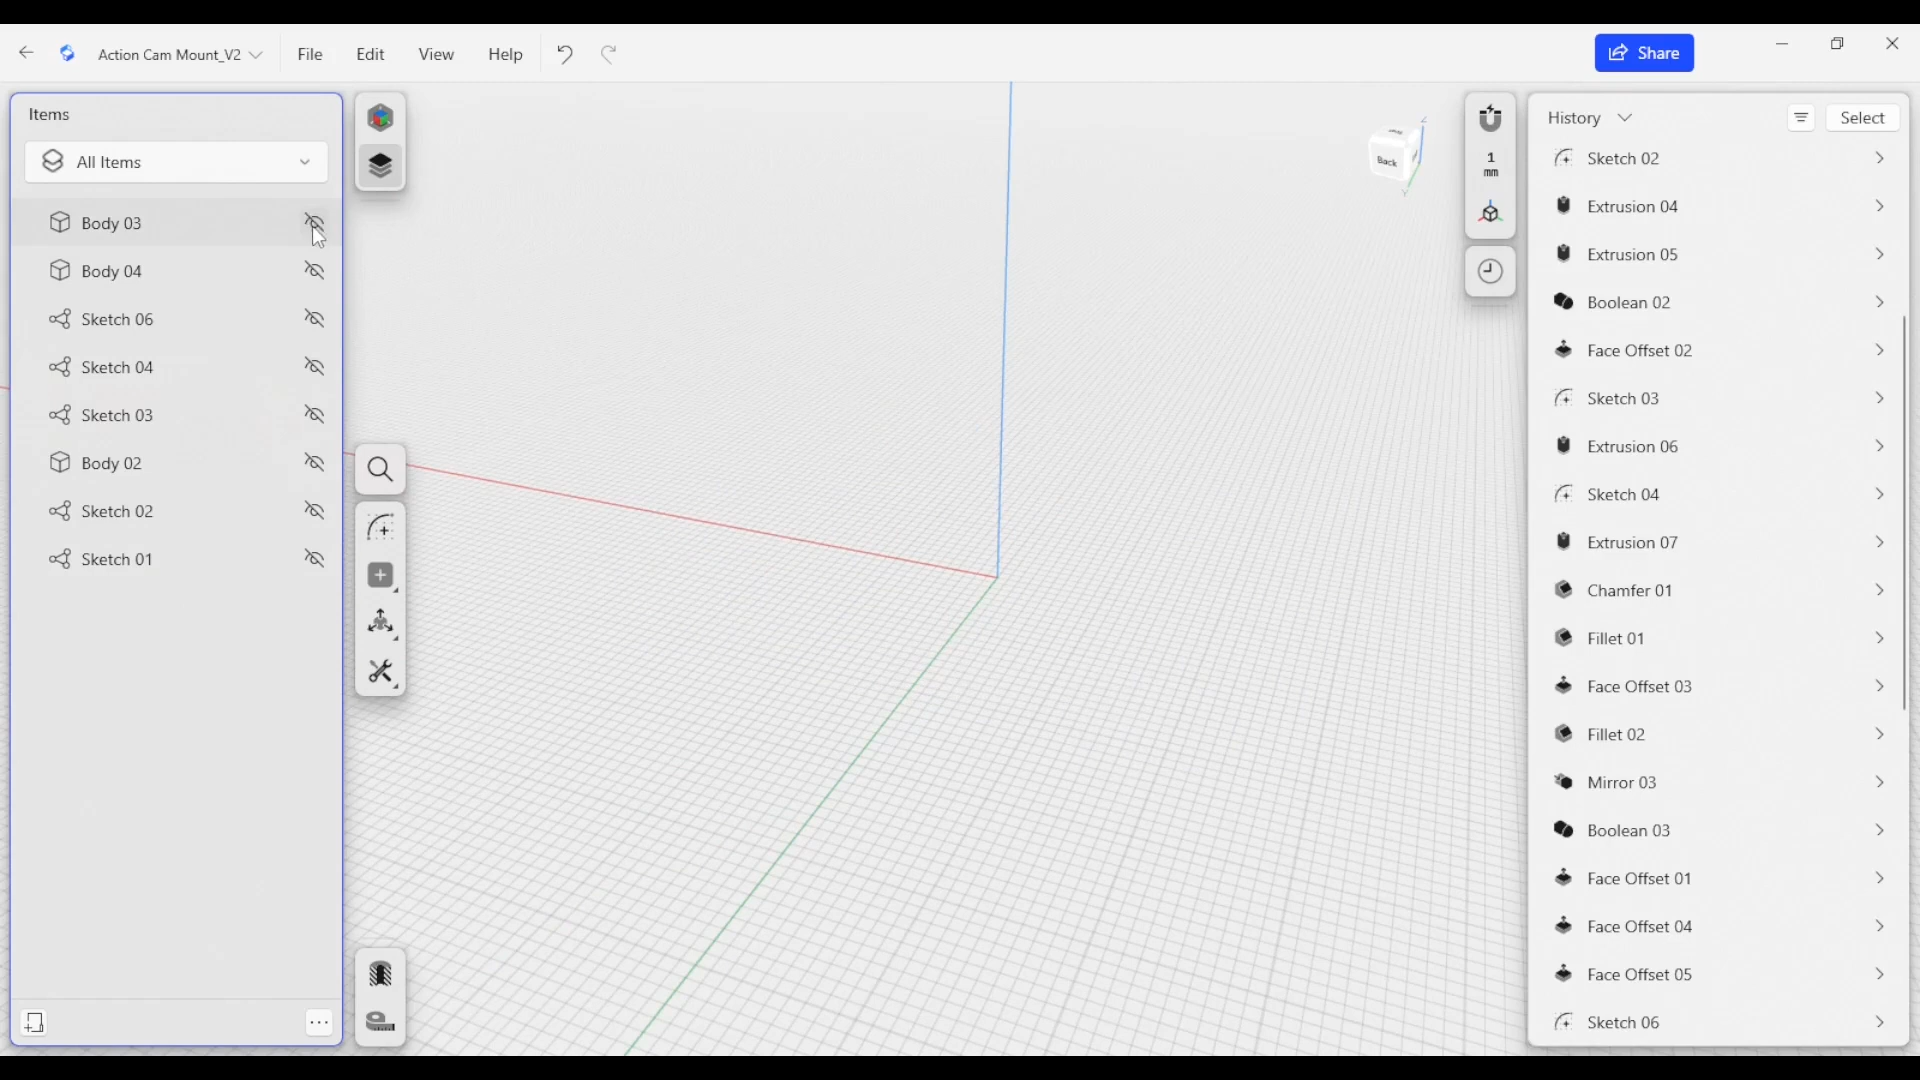 Action Cam Mount_V2
File
Edit
View
Help
Share
Items
All Items
Body 03
Body 04
Sketch 06
Sketch 04
Sketch 03
Body 02
Sketch 02
Sketch 01
Back
1
mm
History
Select
Sketch 02
Extrusion 04
Extrusion 05
Boolean 02
Face Offset 02
Sketch 03
Extrusion 06
Sketch 04
Extrusion 07
Chamfer 01
Fillet 01
Face Offset 03
Fillet 02
Mirror 03
Boolean 03
Face Offset 01
Face Offset 04
Face Offset 05
Sketch 06